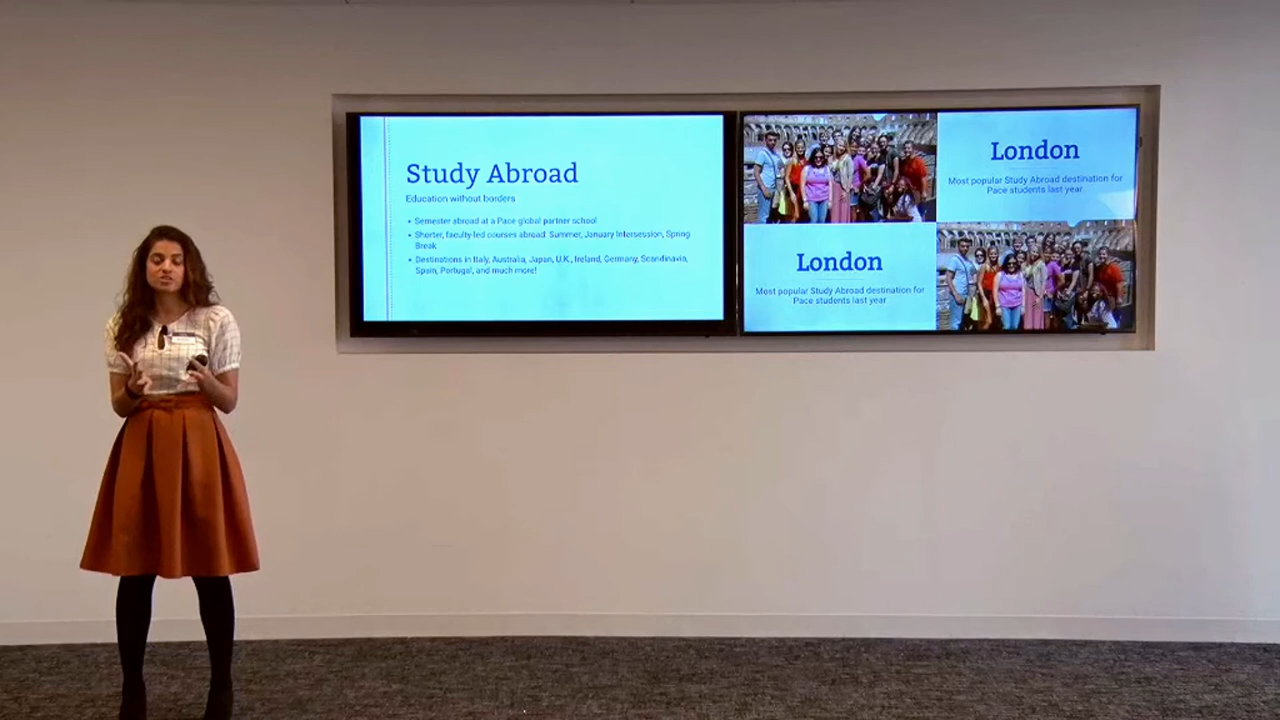 Study Abroad
Education without borders
• Semester abroad at a Pace global partner school
• Shorter, faculty-led courses abroad: Summer, January Intersession, Spring
Break
• Destinations in Italy, Australia, Japan, U.K., Ireland, Germany, Scandinavia,
Spain, Portugal, and much more!
London
Most popular Study Abroad destination for
Pace students last year
London
Most popular Study Abroad destination for
Pace students last year